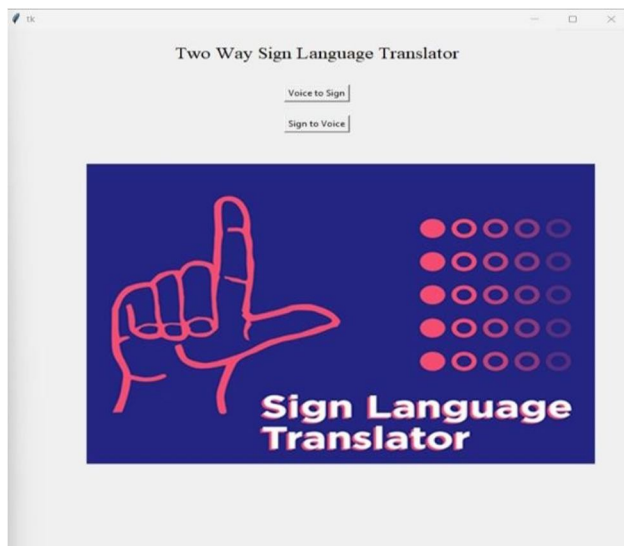 tk
Two Way Sign Language Translator
Voice to Sign
Sign to Voice
Sign Language
Translator